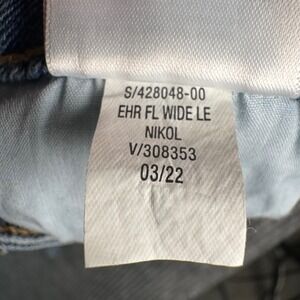 S/428048-00
EHR FL WIDE LE
NIKOL
V/308353
03/22